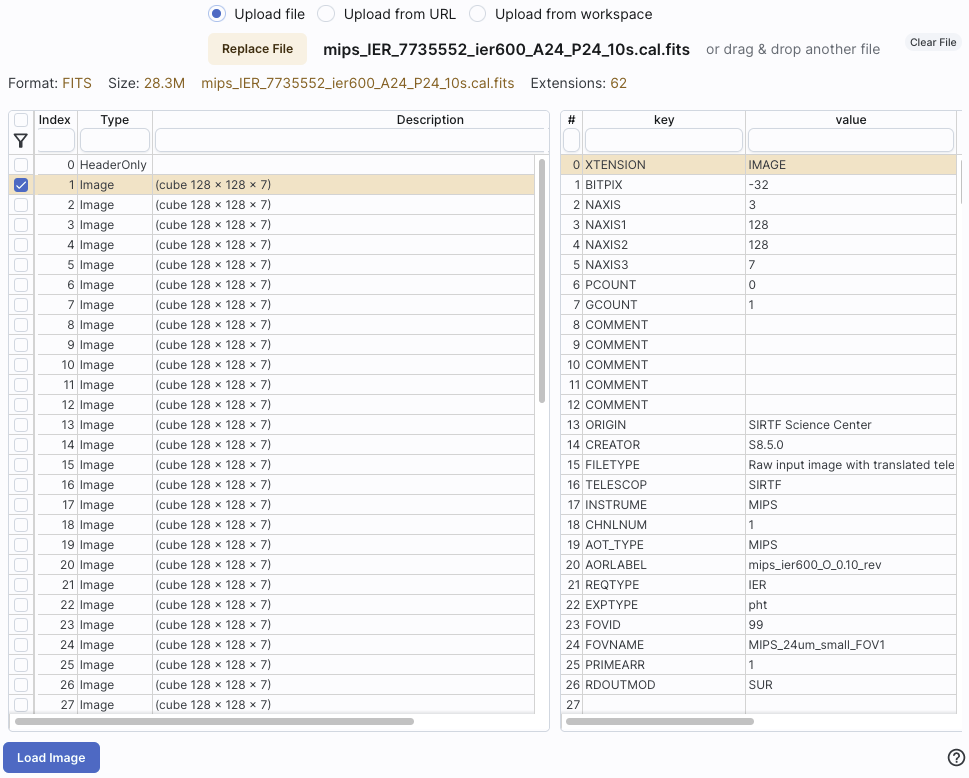 Upload file Upload from URL Upload from workspace
Replace File mips_IER_7735552_ier600_A24_P24_10s.cal.fits or drag & drop another file Clear File
Format: FITS Size: 28.3M mips_IER_7735552_ier600_A24_P24_10s.cal.fits Extensions: 62
Index Type Description
0 HeaderOnly
1 Image (cube 128 × 128 × 7)
2 Image (cube 128 × 128 × 7)
3 Image (cube 128 × 128 × 7)
4 Image (cube 128 × 128 × 7)
5 Image (cube 128 × 128 × 7)
6 Image (cube 128 × 128 × 7)
7 Image (cube 128 × 128 × 7)
8 Image (cube 128 × 128 × 7)
9 Image (cube 128 × 128 × 7)
10 Image (cube 128 × 128 × 7)
11 Image (cube 128 × 128 × 7)
12 Image (cube 128 × 128 × 7)
13 Image (cube 128 × 128 × 7)
14 Image (cube 128 × 128 × 7)
15 Image (cube 128 × 128 × 7)
16 Image (cube 128 × 128 × 7)
17 Image (cube 128 × 128 × 7)
18 Image (cube 128 × 128 × 7)
19 Image (cube 128 × 128 × 7)
20 Image (cube 128 × 128 × 7)
21 Image (cube 128 × 128 × 7)
22 Image (cube 128 × 128 × 7)
23 Image (cube 128 × 128 × 7)
24 Image (cube 128 × 128 × 7)
25 Image (cube 128 × 128 × 7)
26 Image (cube 128 × 128 × 7)
27 Image (cube 128 × 128 × 7)
# key value
0 XTENSION IMAGE
1 BITPIX -32
2 NAXIS 3
3 NAXIS1 128
4 NAXIS2 128
5 NAXIS3 7
6 PCOUNT 0
7 GCOUNT 1
8 COMMENT
9 COMMENT
10 COMMENT
11 COMMENT
12 COMMENT
13 ORIGIN SIRTF Science Center
14 CREATOR S8.5.0
15 FILETYPE Raw input image with translated tele
16 TELESCOP SIRTF
17 INSTRUME MIPS
18 CHNLNUM 1
19 AOT_TYPE MIPS
20 AORLABEL mips_ier600_O_0.10_rev
21 REQTYPE IER
22 EXPTYPE pht
23 FOVID 99
24 FOVNAME MIPS_24um_small_FOV1
25 PRIMEARR 1
26 RDOUTMOD SUR
27
Load Image ?